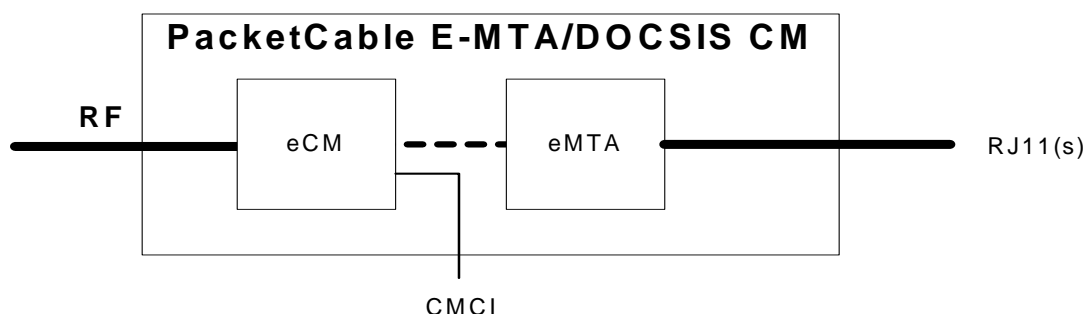 PacketCable E-MTA/DOCSIS CM
RF
eCM
eMTA
RJ11(s)
CMCI